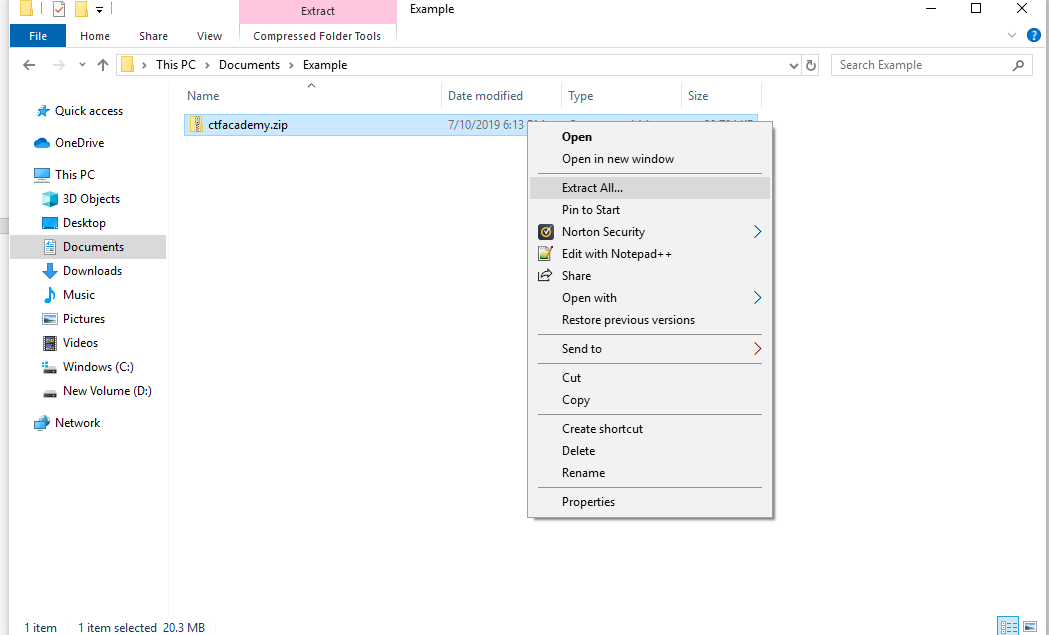 Extract
Example
File
Home
Share
View
Compressed Folder Tools
This PC
Documents
Example
Search Example
Name
Date modified
Type
Size
Quick access
OneDrive
This PC
3D Objects
Desktop
Documents
Downloads
Music
Pictures
Videos
Windows (C:)
New Volume (D:)
Network
ctfacademy.zip
7/10/2019 6:13
Open
Open in new window
Extract All...
Pin to Start
Norton Security
Edit with Notepad++
Share
Open with
Restore previous versions
Send to
Cut
Copy
Create shortcut
Delete
Rename
Properties
1 item
1 item selected 20.3 MB